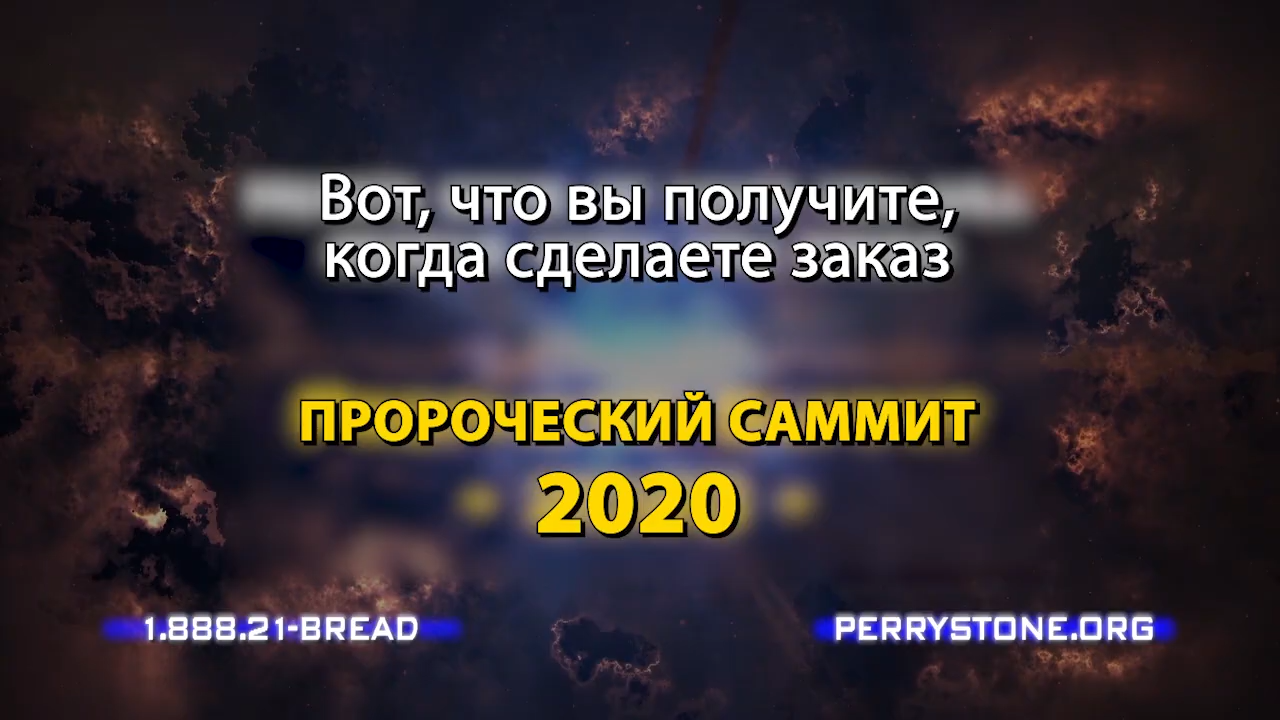 Вот, что вы получите,
когда сделаете заказ
ПРОРОЧЕСКИЙ САММИТ
2020
1.888.21-BREAD
PERRYSTONE.ORG